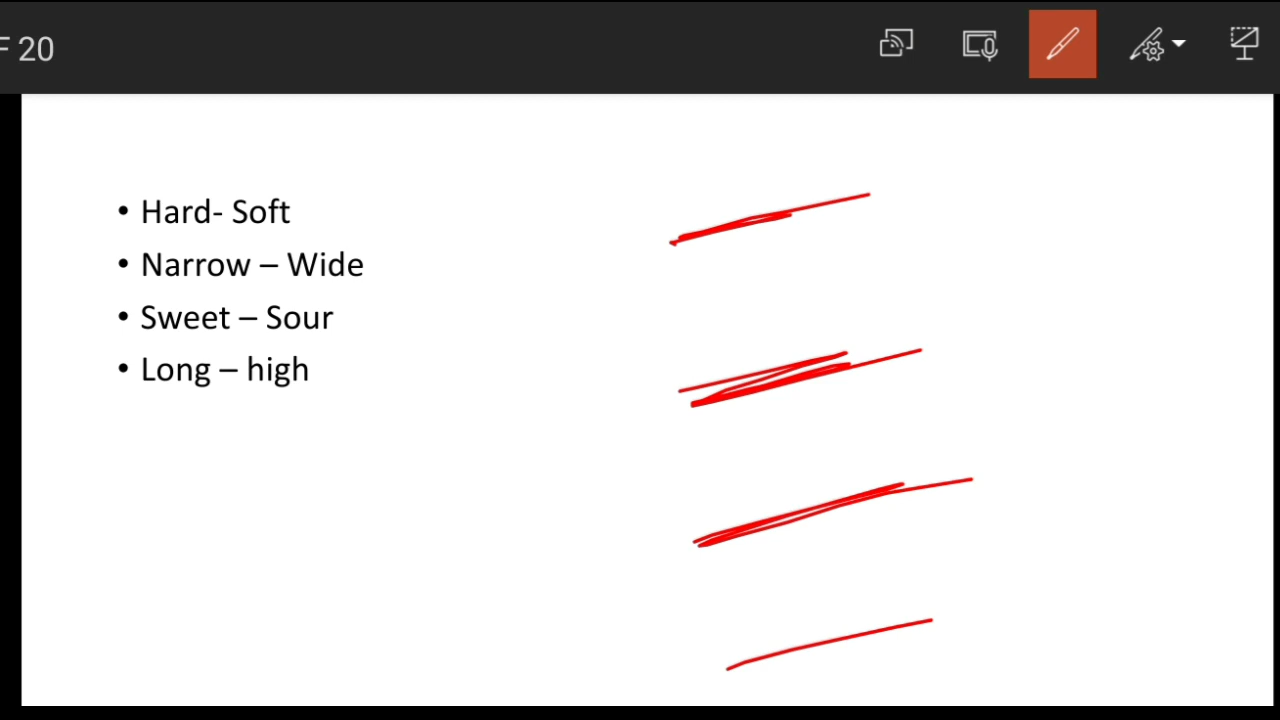 F 20
• Hard- Soft
• Narrow – Wide
• Sweet – Sour
• Long – high